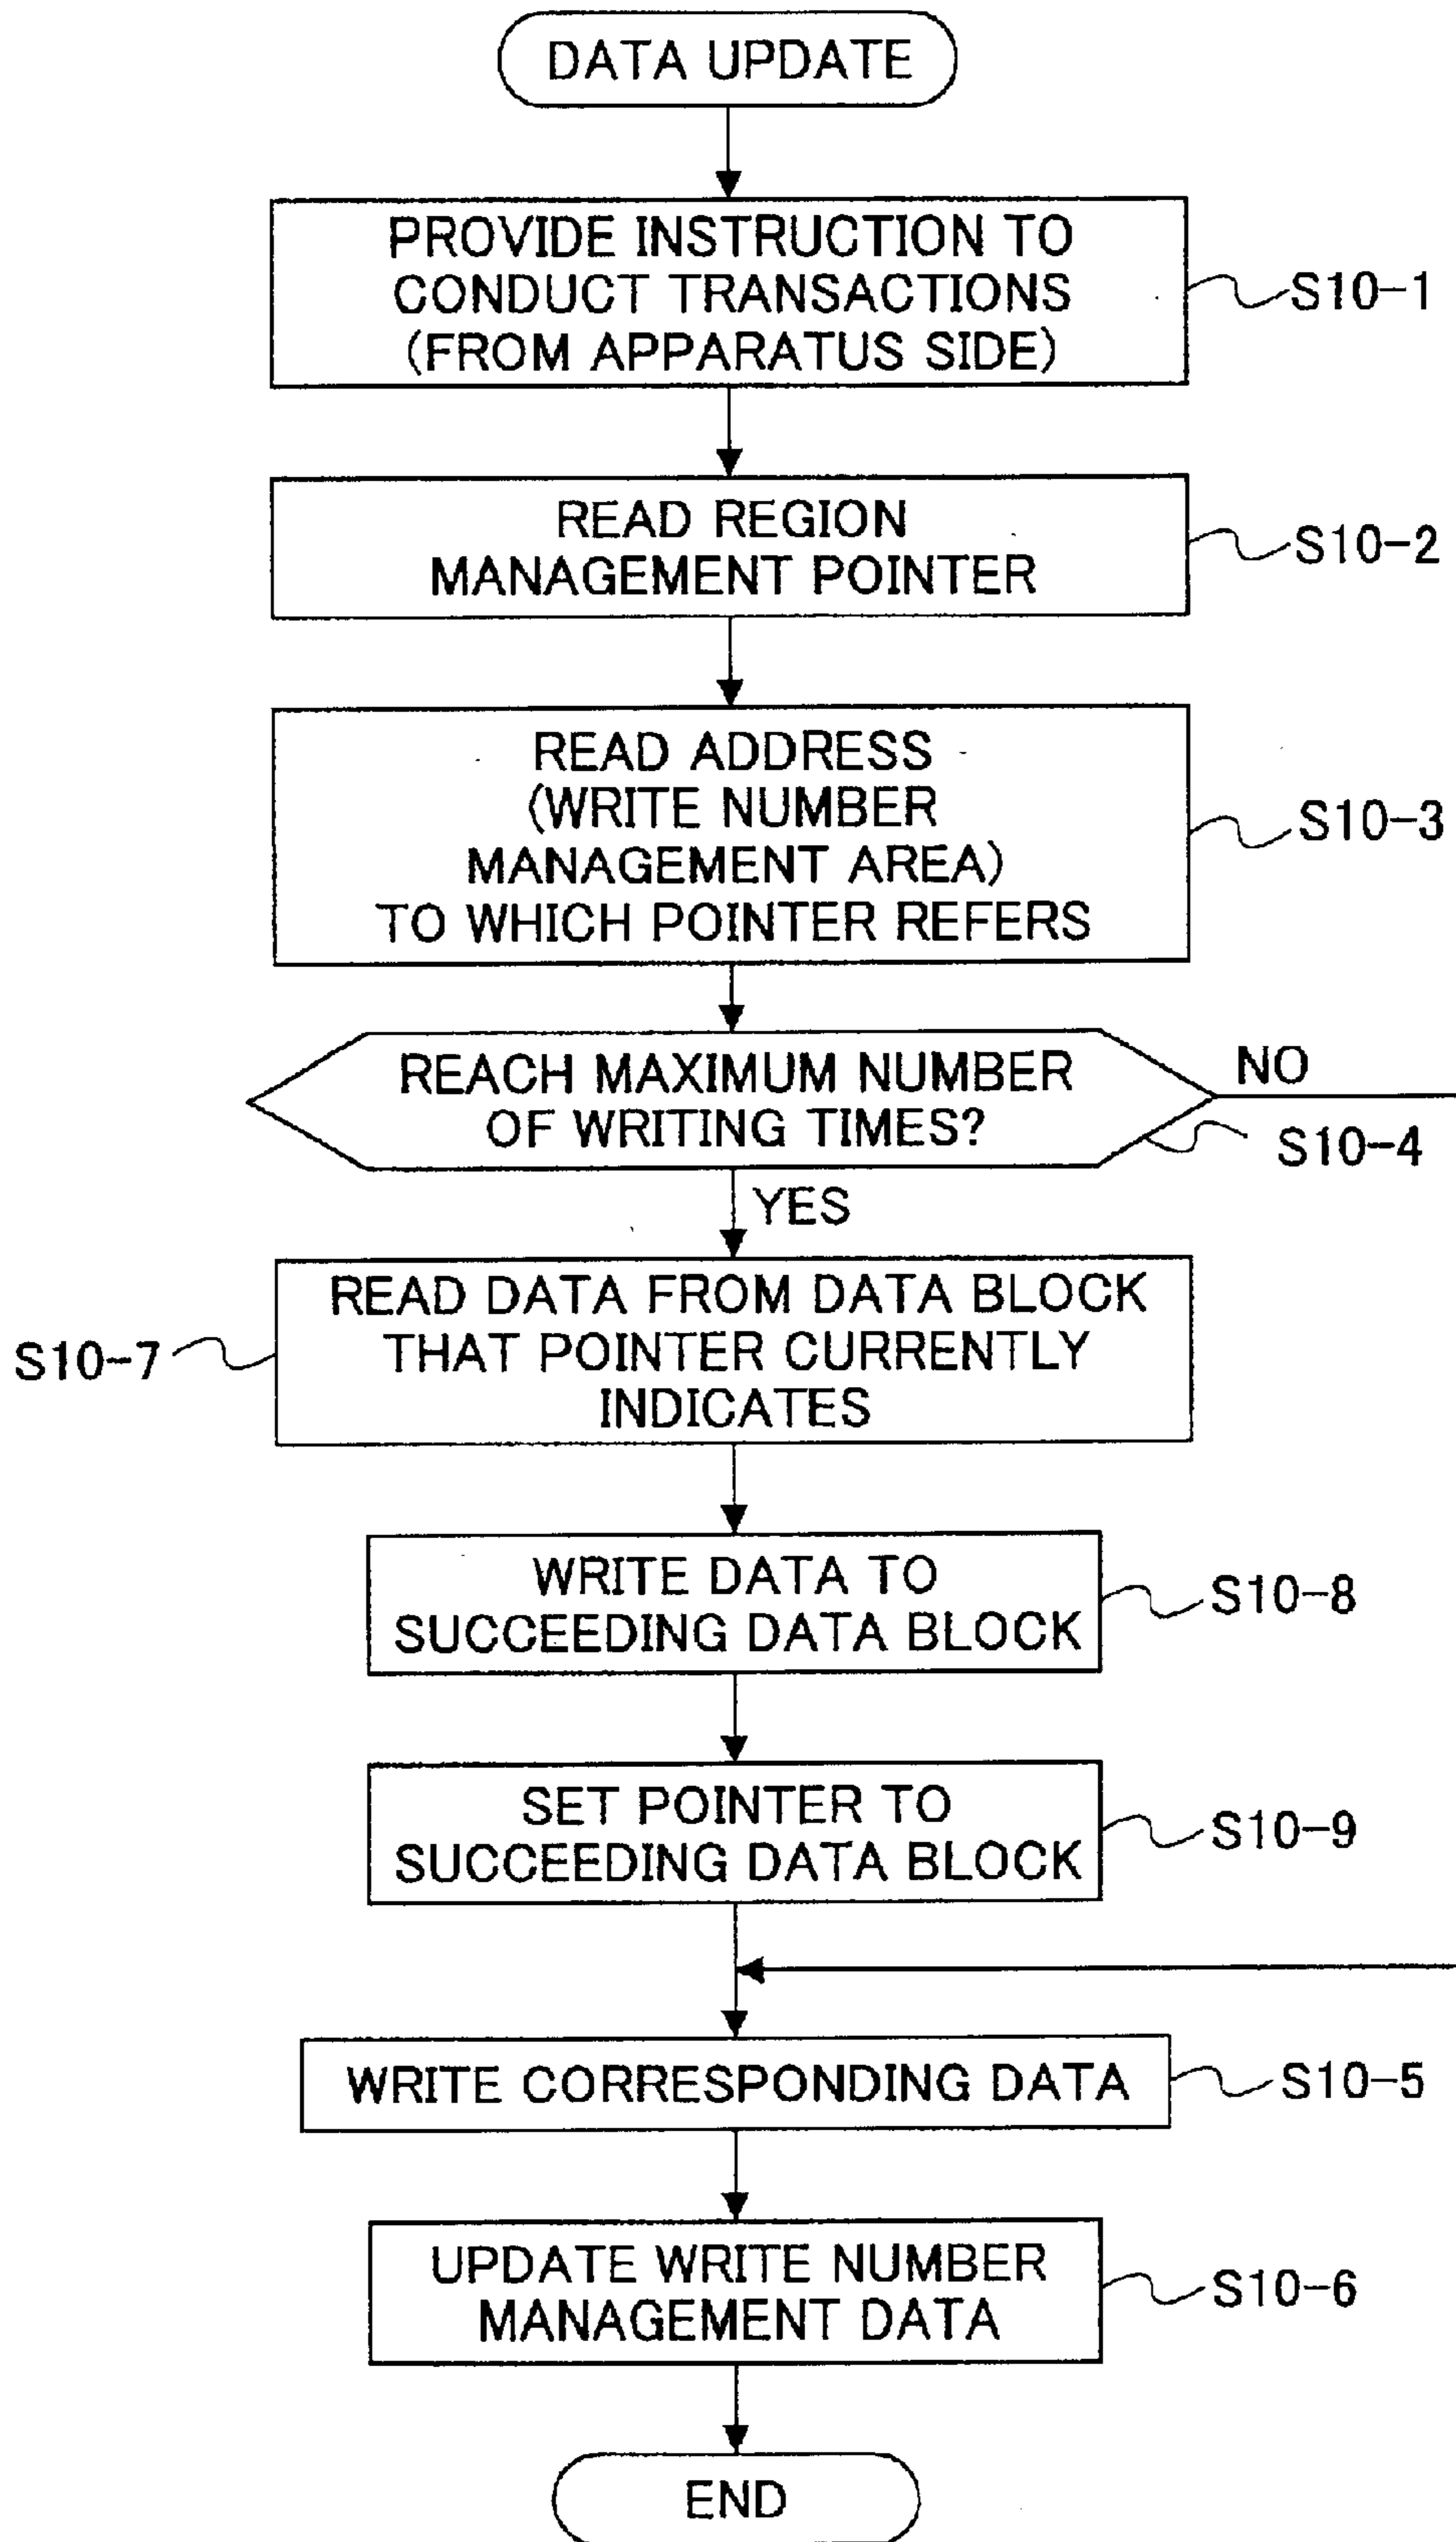 DATA UPDATE
PROVIDE INSTRUCTION TO
CONDUCT TRANSACTIONS
(FROM APPARATUS SIDE)
S10-1
READ REGION
MANAGEMENT POINTER
S10-2
READ ADDRESS
(WRITE NUMBER
MANAGEMENT AREA)
TO WHICH POINTER REFERS
S10-3
REACH MAXIMUM NUMBER
OF WRITING TIMES?
NO
S10-4
YES
READ DATA FROM DATA BLOCK
THAT POINTER CURRENTLY
INDICATES
S10-7
WRITE DATA TO
SUCCEEDING DATA BLOCK
S10-8
SET POINTER TO
SUCCEEDING DATA BLOCK
S10-9
WRITE CORRESPONDING DATA
S10-5
UPDATE WRITE NUMBER
MANAGEMENT DATA
S10-6
END